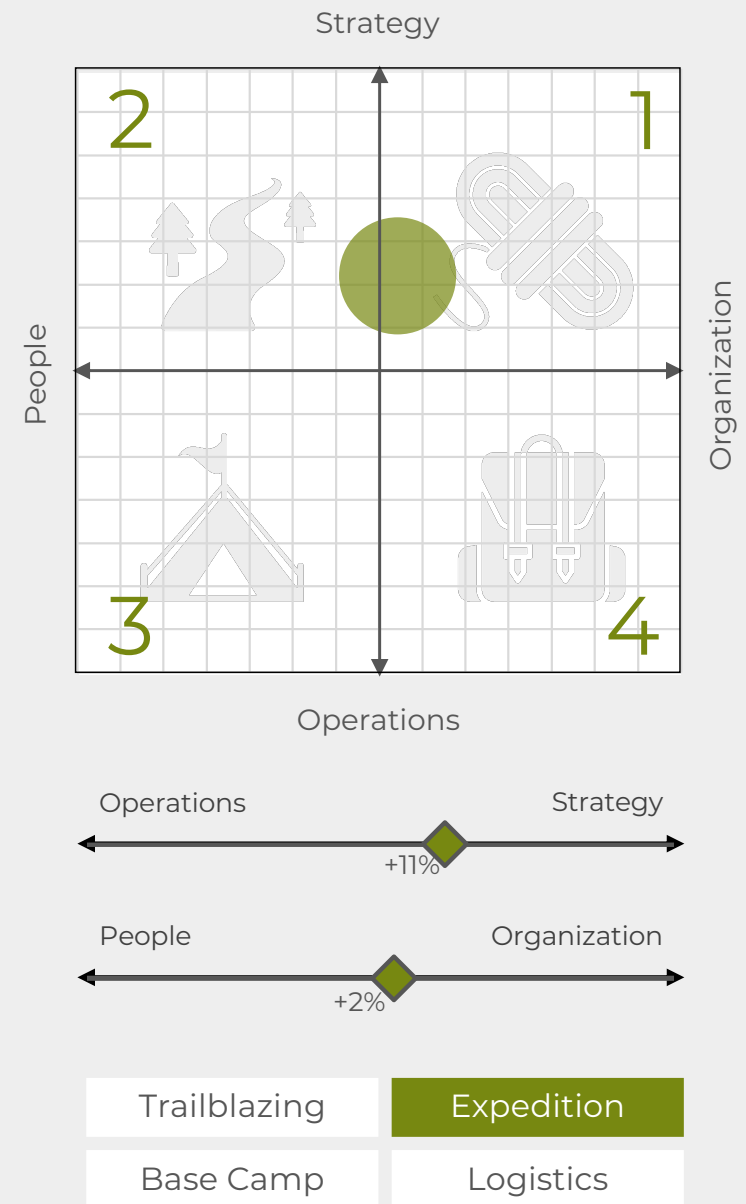 Strategy
2
1
People
Organization
3
4
Operations
Operations
Strategy
+11%
People
Organization
+2%
Trailblazing
Expedition
Base Camp
Logistics